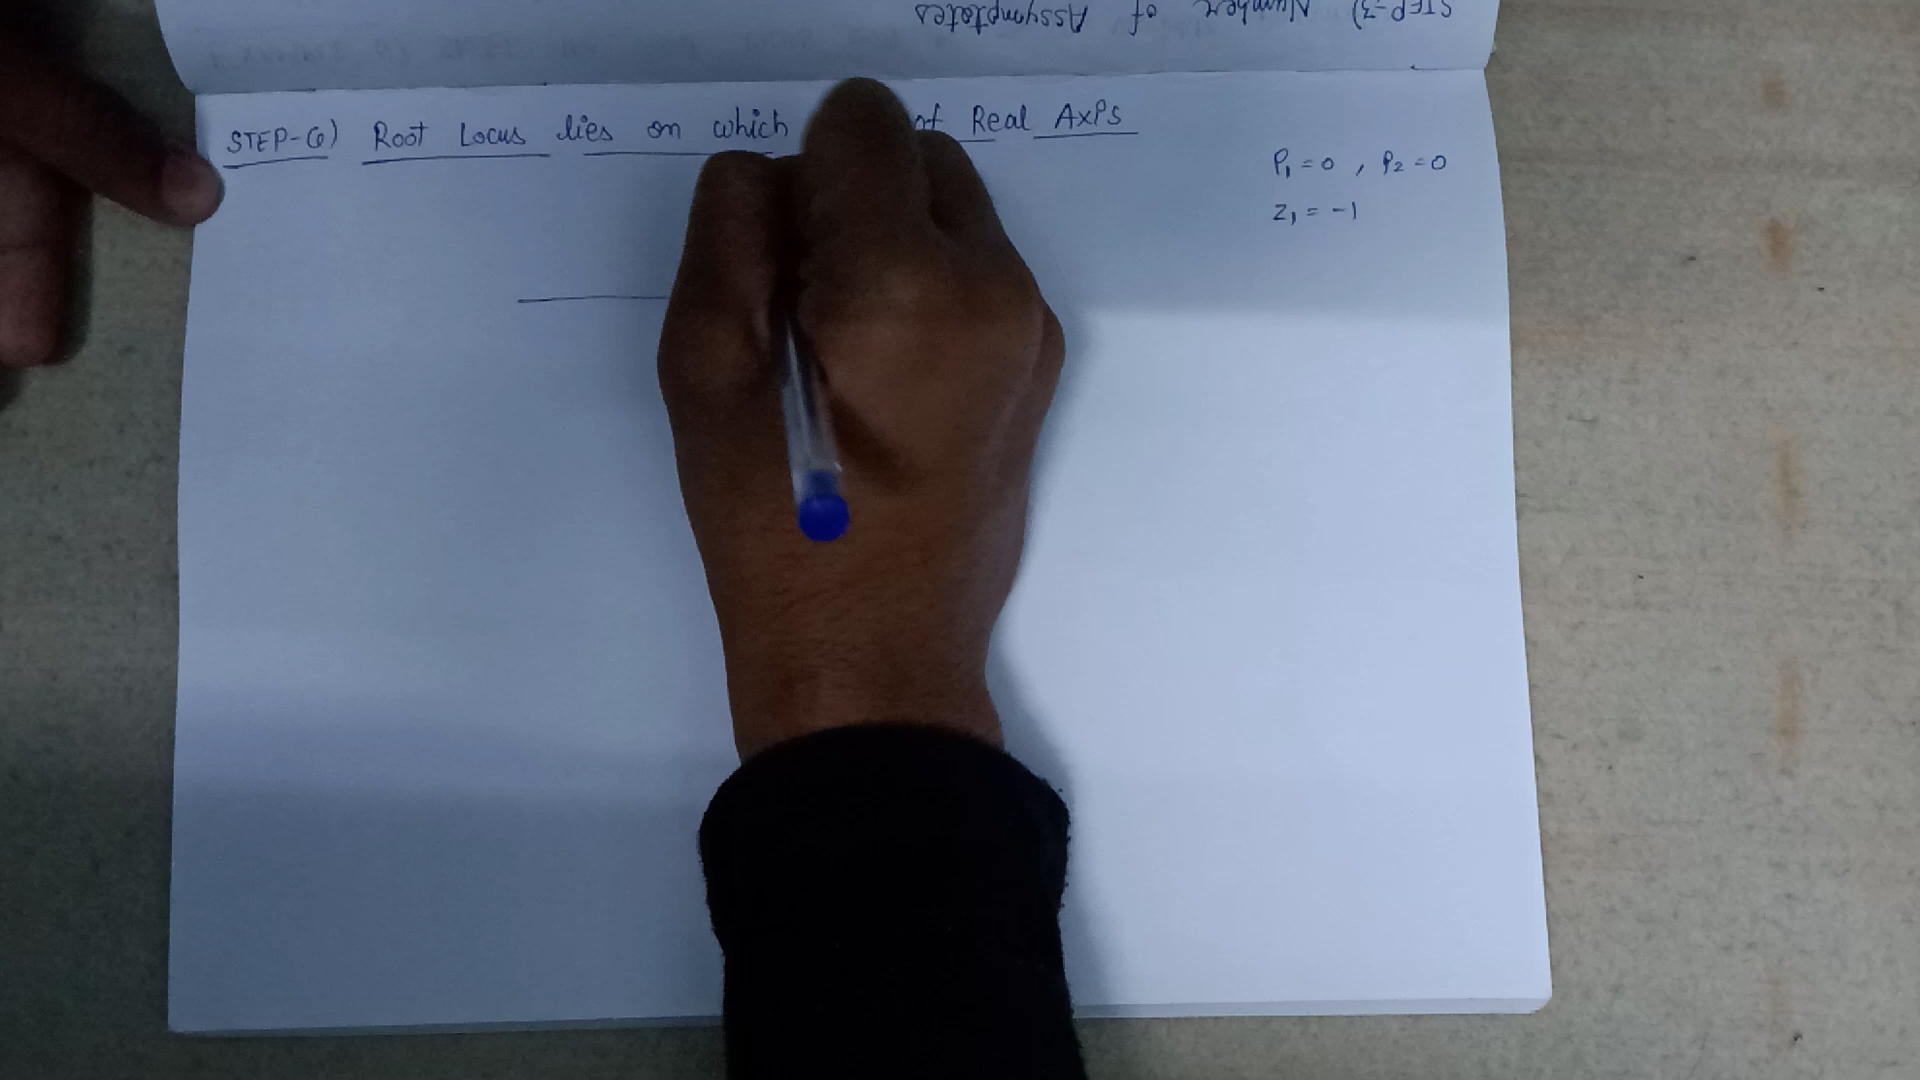 STEP-3) Number of Assymptotes
STEP-6) Root Locus lies on which of Real Axis
P1 = 0 , P2 = 0
Z1 = -1